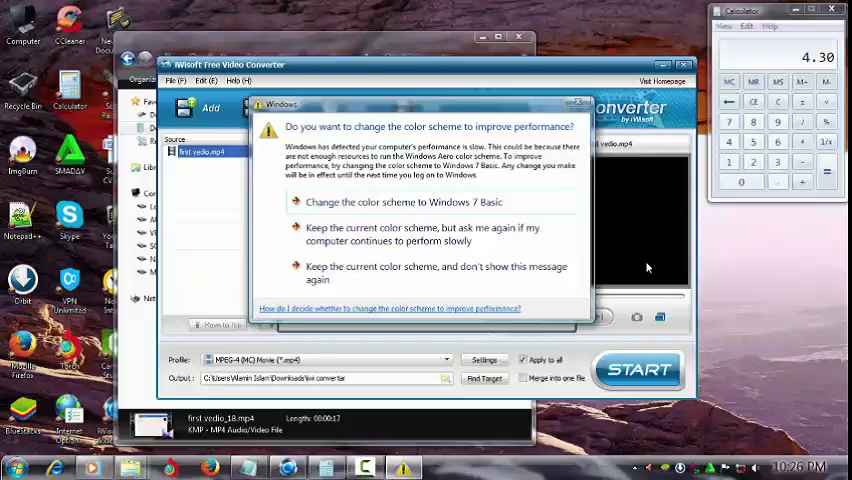 Computer
CCleaner
Recycle Bin
Calculator
ImgBurn
SMADΔV
Notepad++
Skype
Orbit
VPN Unlimited
Mozilla Firefox
BlueStacks
Organiz
iWisoft Free Video Converter
File (F)
Edit (E)
Help (H)
Visit Homepage
Add
onverter
by iWisoft
Source
first vedio.mp4
vedio.mp4
Windows
Do you want to change the color scheme to improve performance?
Windows has detected your computer's performance is slow. This could be because there
are not enough resources to run the Windows Aero color scheme. To improve
performance, try changing the color scheme to Windows 7 Basic. Any change you make
will be in effect until the next time you log on to Windows.
Change the color scheme to Windows 7 Basic
Keep the current color scheme, but ask me again if my
computer continues to perform slowly
Keep the current color scheme, and don't show this message
again
How do I decide whether to change the color scheme to improve performance?
Move to Top
Profile:
MPEG-4 (MC) Movie (*.mp4)
Settings
Apply to all
START
Output :
Find Target
Merge into one file
first vedio_18.mp4
Length: 00:00:17
KMP - MP4 Audio/Video File
Calculator
View Edit Help
4.30
MC MR MS M+ M-
← CE C ± √
7 8 9 / %
4 5 6 * 1/x
1 2 3 - =
0 . +
10:26 PM